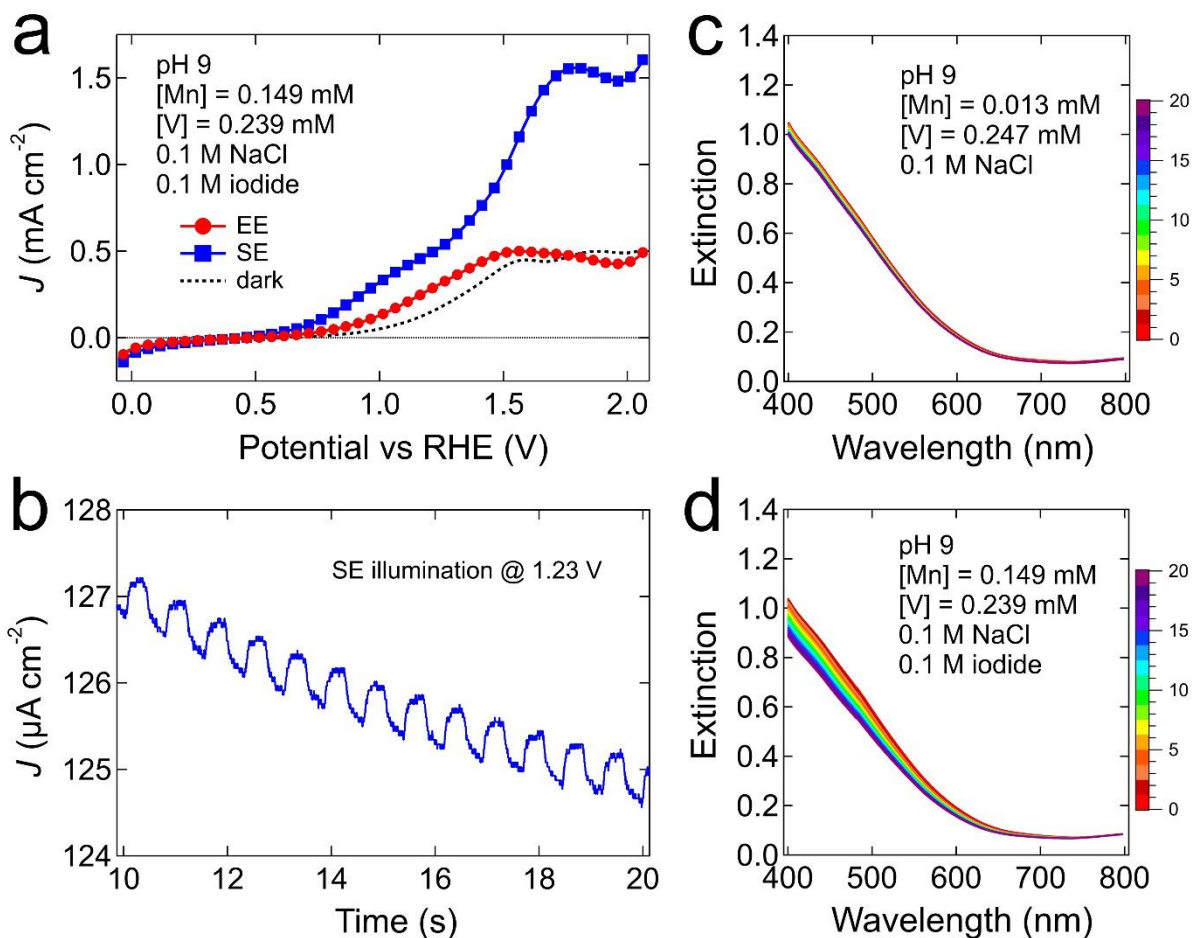 a
pH 9
[Mn] = 0.149 mM
[V] = 0.239 mM
0.1 M NaCl
0.1 M iodide
EE
SE
dark
J (mA cm⁻²)
1.5
1.0
0.5
0.0
0.0 0.5 1.0 1.5 2.0
Potential vs RHE (V)
b
SE illumination @ 1.23 V
J (µA cm⁻²)
128
127
126
125
124
10 12 14 16 18 20
Time (s)
c
pH 9
[Mn] = 0.013 mM
[V] = 0.247 mM
0.1 M NaCl
Extinction
1.4
1.2
1.0
0.8
0.6
0.4
0.2
0.0
400 500 600 700 800
Wavelength (nm)
20
15
10
5
0
d
pH 9
[Mn] = 0.149 mM
[V] = 0.239 mM
0.1 M NaCl
0.1 M iodide
Extinction
1.4
1.2
1.0
0.8
0.6
0.4
0.2
0.0
400 500 600 700 800
Wavelength (nm)
20
15
10
5
0